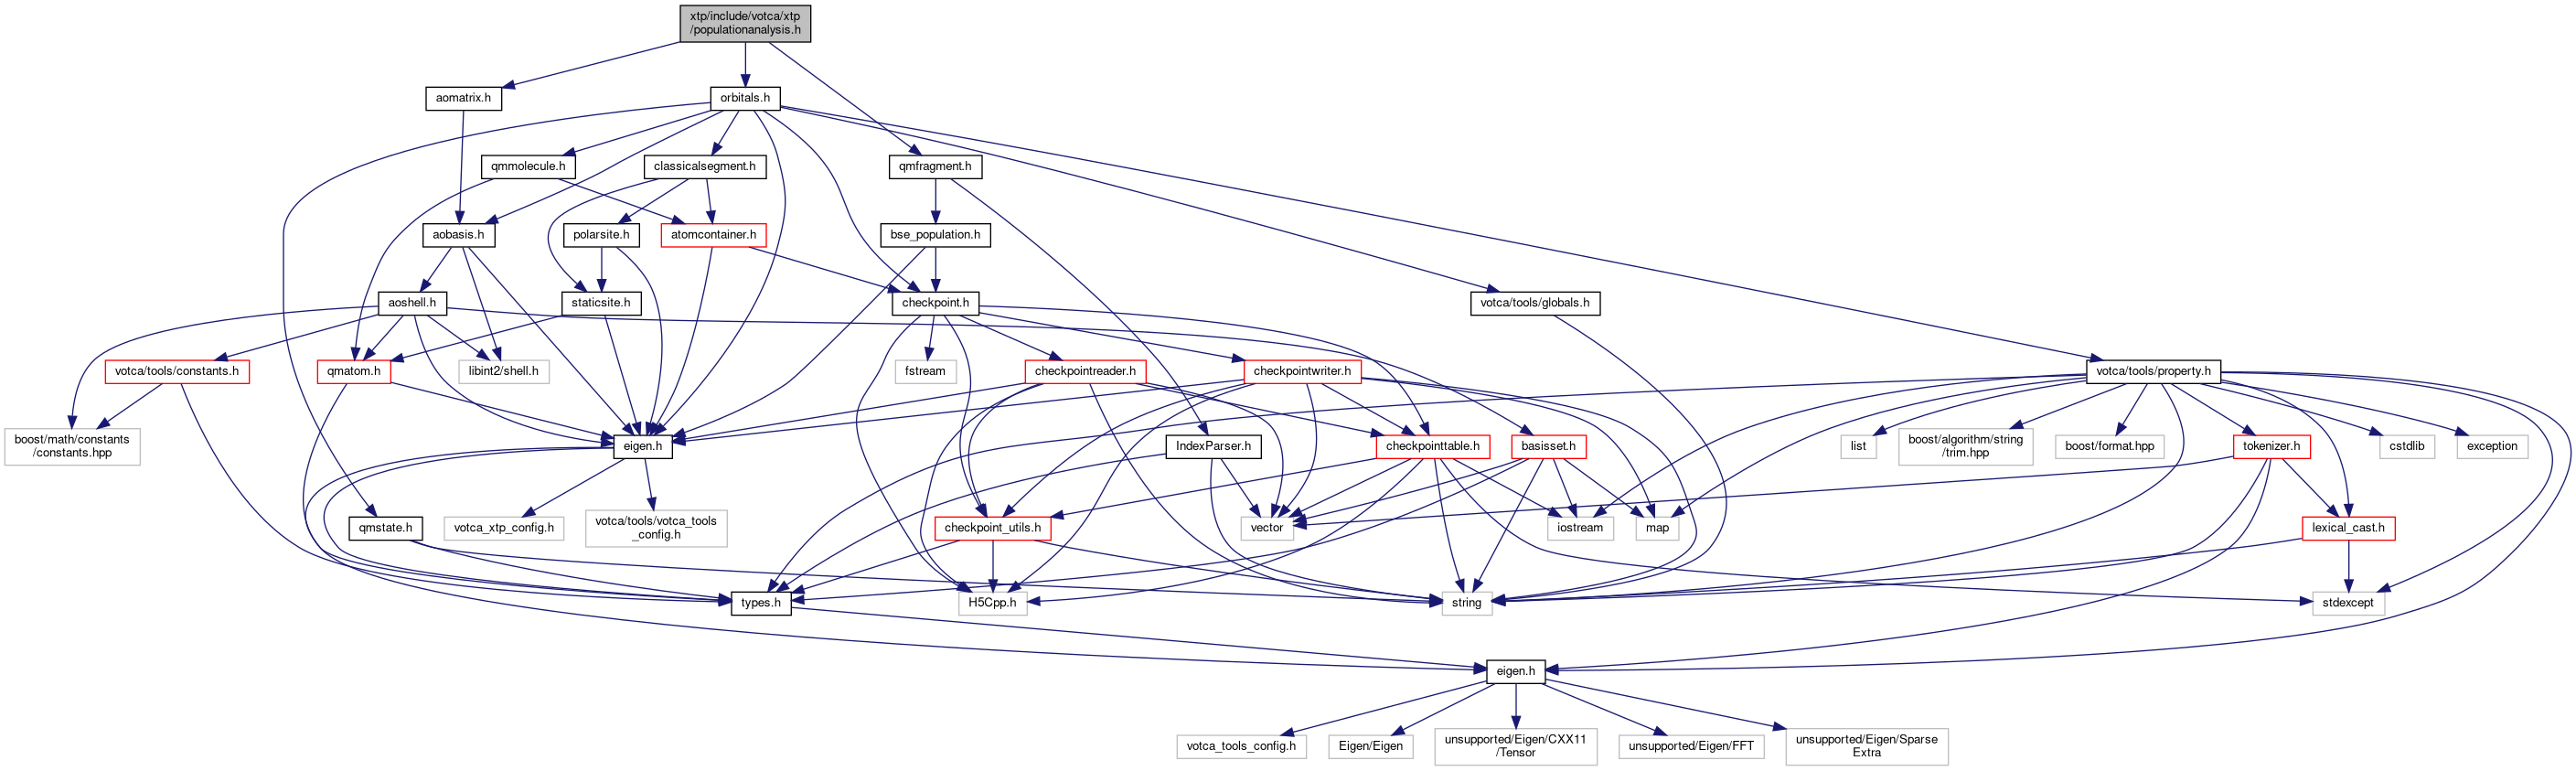 xtp/include/votca/xtp
/populationanalysis.h
aomatrix.h
orbitals.h
qmmolecule.h
classicalsegment.h
qmfragment.h
aobasis.h
polarsite.h
atomcontainer.h
bse_population.h
aoshell.h
staticsite.h
checkpoint.h
votca/tools/globals.h
votca/tools/constants.h
qmatom.h
libint2/shell.h
fstream
checkpointreader.h
checkpointwriter.h
votca/tools/property.h
boost/math/constants
/constants.hpp
eigen.h
IndexParser.h
checkpointtable.h
basisset.h
list
boost/algorithm/string
/trim.hpp
boost/format.hpp
tokenizer.h
cstdlib
exception
qmstate.h
votca_xtp_config.h
votca/tools/votca_tools
_config.h
checkpoint_utils.h
vector
iostream
map
lexical_cast.h
types.h
H5Cpp.h
string
stdexcept
eigen.h
votca_tools_config.h
Eigen/Eigen
unsupported/Eigen/CXX11
/Tensor
unsupported/Eigen/FFT
unsupported/Eigen/Sparse
Extra